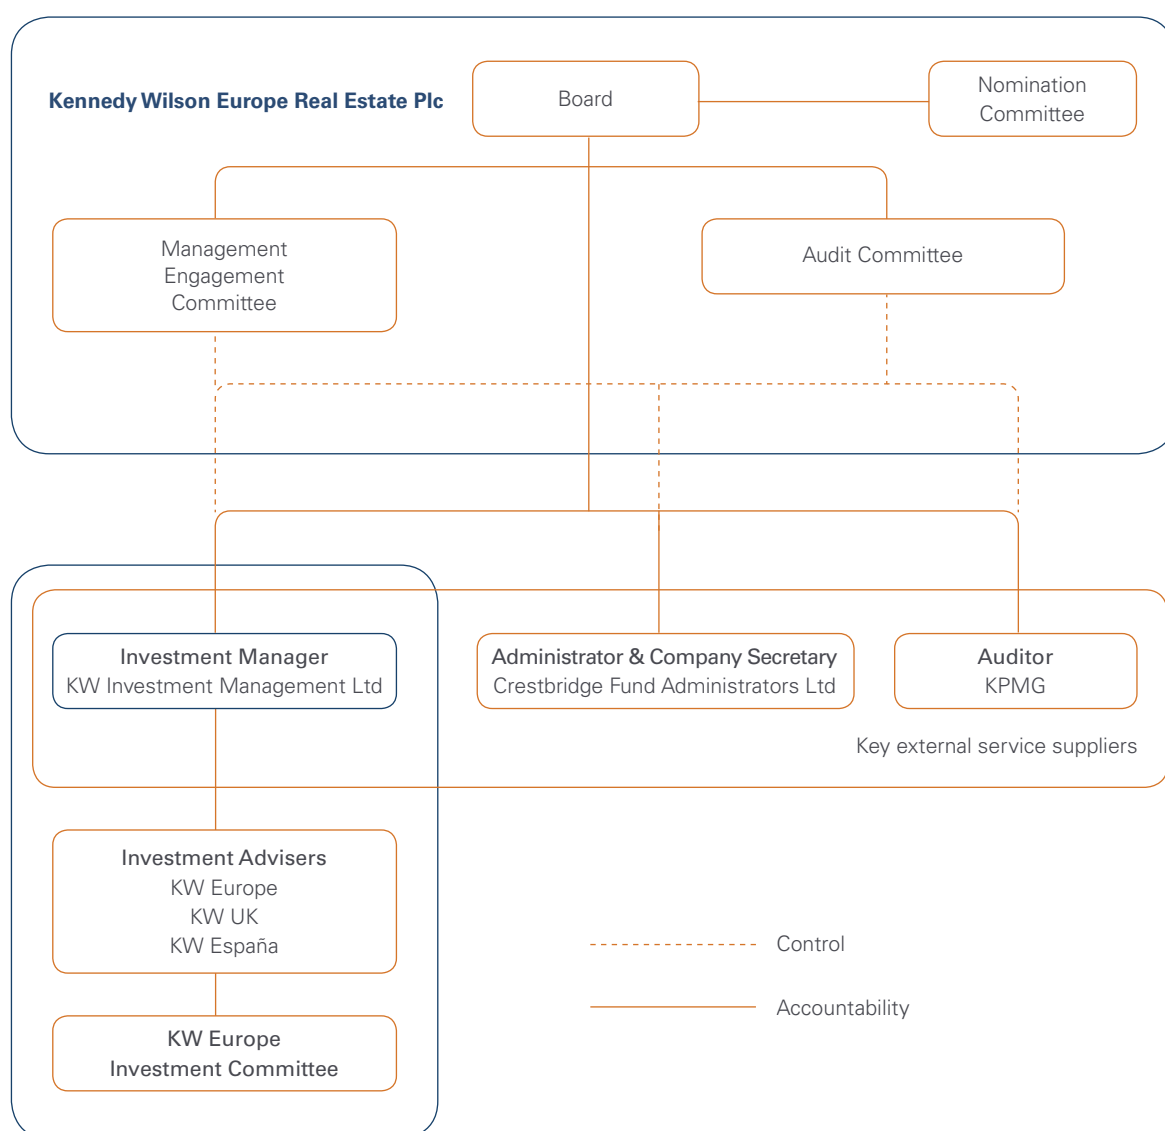 Kennedy Wilson Europe Real Estate Plc
Board
Nomination
Committee
Management
Engagement
Committee
Audit Committee
Investment Manager
KW Investment Management Ltd
Administrator & Company Secretary
Crestbridge Fund Administrators Ltd
Auditor
KPMG
Key external service suppliers
Investment Advisers
KW Europe
KW UK
KW España
KW Europe
Investment Committee
Control
Accountability